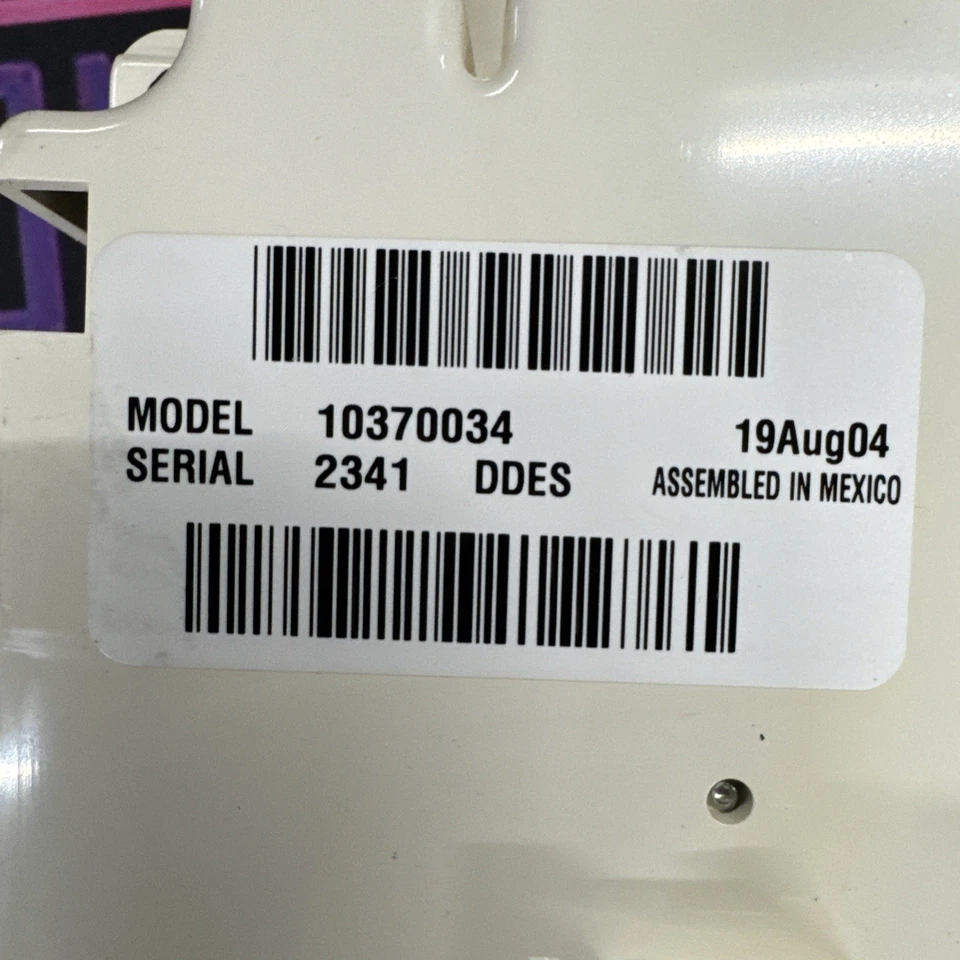 MODEL 10370034 19Aug04
SERIAL 2341 DDES ASSEMBLED IN MEXICO